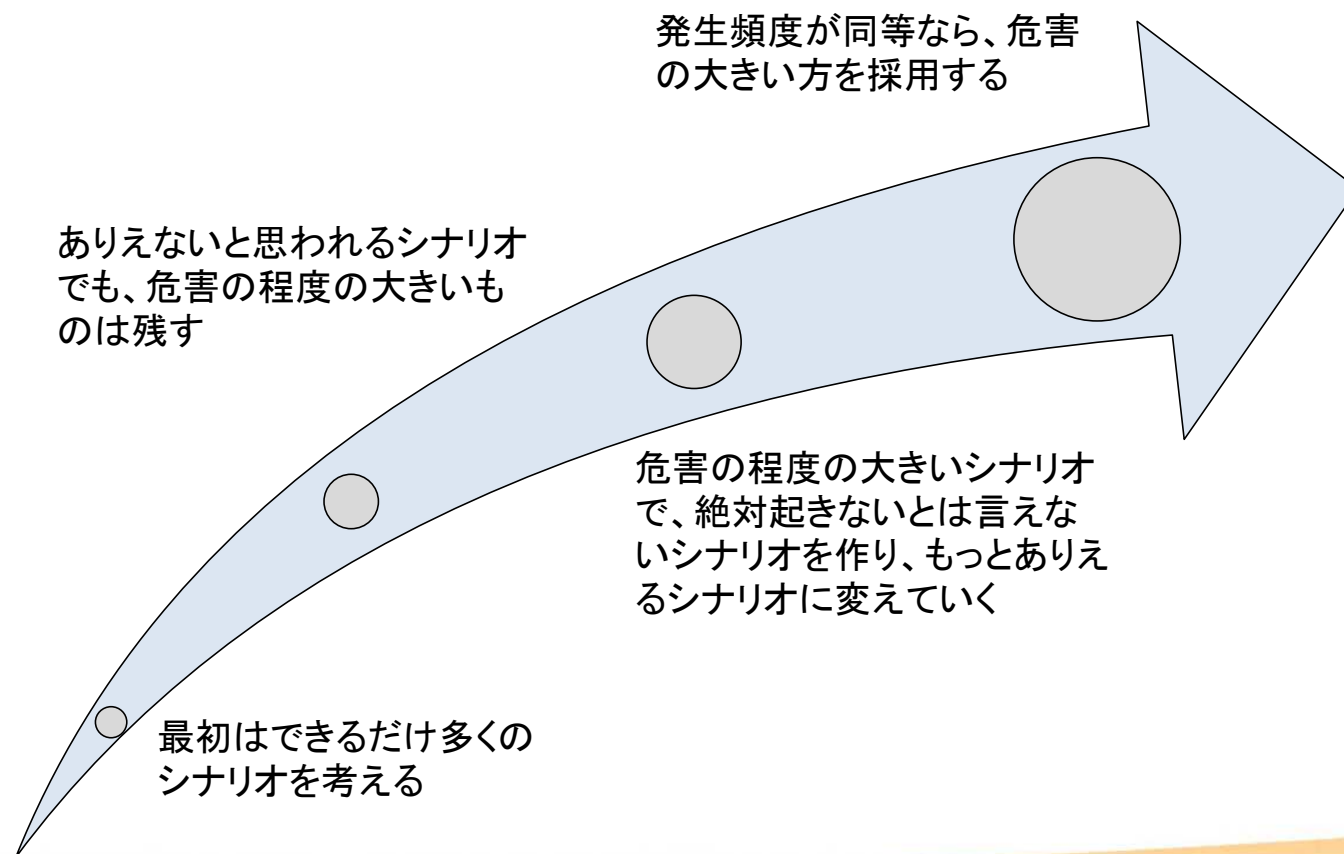 発生頻度が同等なら、危害
の大きい方を採用する
ありえないと思われるシナリオ
でも、危害の程度の大きいも
のは残す
危害の程度の大きいシナリオ
で、絶対起きないとは言えな
いシナリオを作り、もっとありえ
るシナリオに変えていく
最初はできるだけ多くの
シナリオを考える